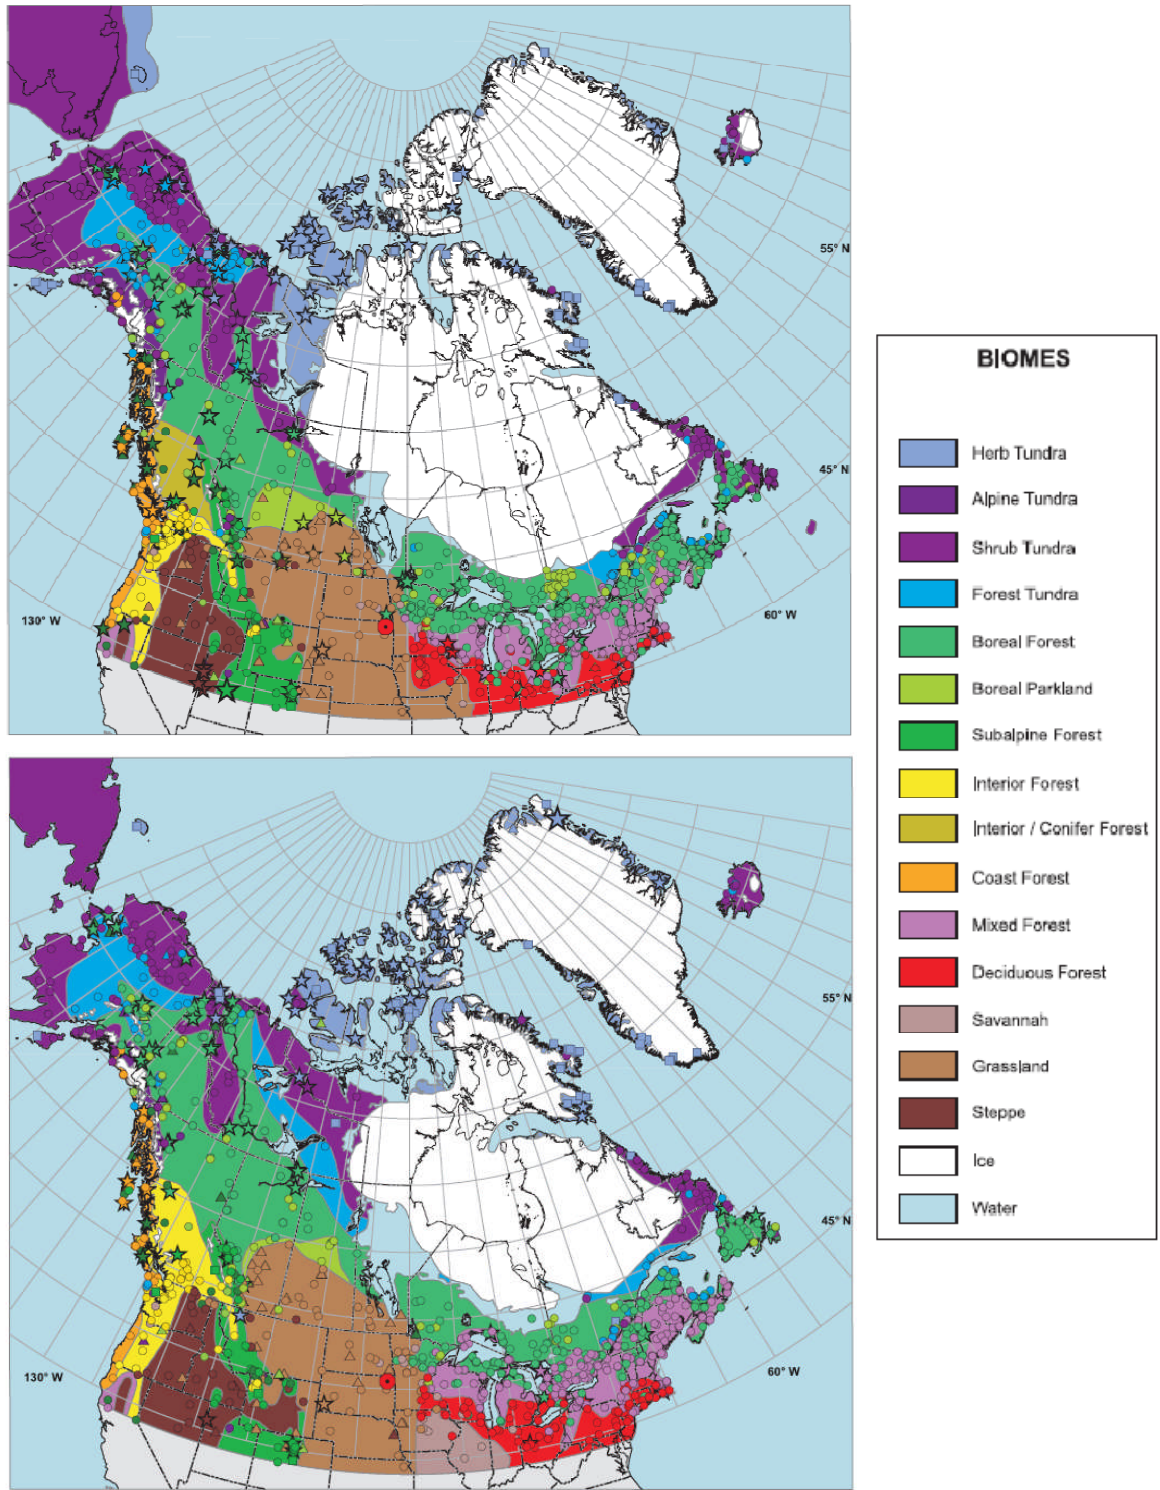 55° N
45° N
130° W
60° W
BIOMES
Herb Tundra
Alpine Tundra
Shrub Tundra
Forest Tundra
Boreal Forest
Boreal Parkland
Subalpine Forest
Interior Forest
Interior / Conifer Forest
Coast Forest
Mixed Forest
Deciduous Forest
Savannah
Grassland
Steppe
Ice
Water
55° N
45° N
130° W
60° W